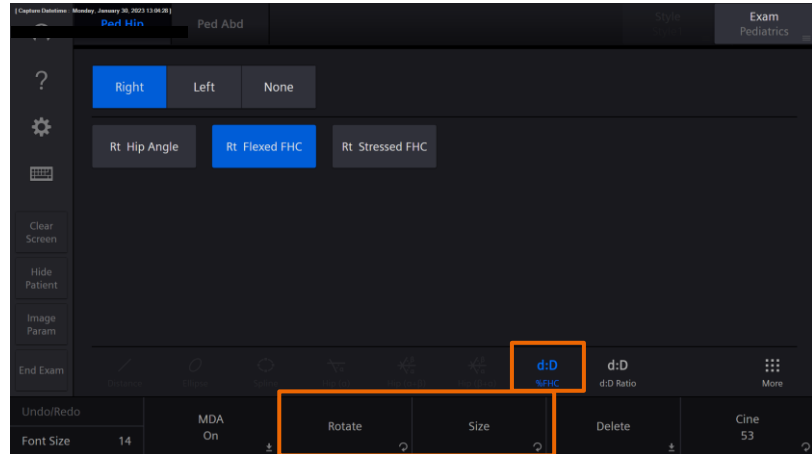 [ Capture Datetime - Monday, January 30, 2023 13:04:28 ]
Ped Hip
Ped Abd
Style
Exam
Pediatrics
?
Right
Left
None
Rt Hip Angle
Rt Flexed FHC
Rt Stressed FHC
Clear
Screen
Hide
Patient
Image
Param
End Exam
Distance
d:D
%FHC
d:D
d:D Ratio
More
Undo/Redo
Font Size 14
MDA
On
Rotate
Size
Delete
Cine
53